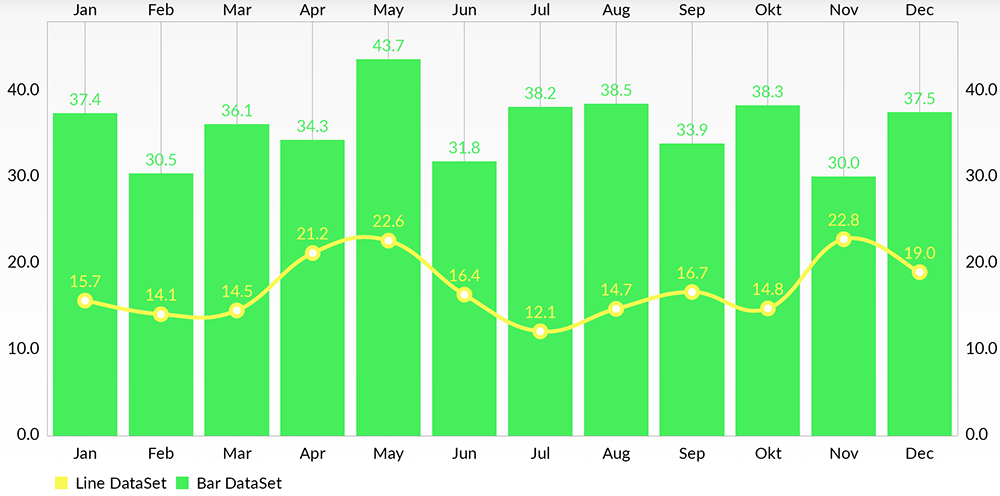 Jan Feb Mar Apr May Jun Jul Aug Sep Okt Nov Dec
43.7
37.4 30.5 36.1 34.3 31.8 38.2 38.5 33.9 38.3 30.0 37.5
40.0 40.0
30.0 30.0
15.7 14.1 14.5 21.2 22.6 16.4 12.1 14.7 16.7 14.8 22.8 19.0
20.0 20.0
10.0 10.0
0.0 0.0
Jan Feb Mar Apr May Jun Jul Aug Sep Okt Nov Dec
Line DataSet Bar DataSet